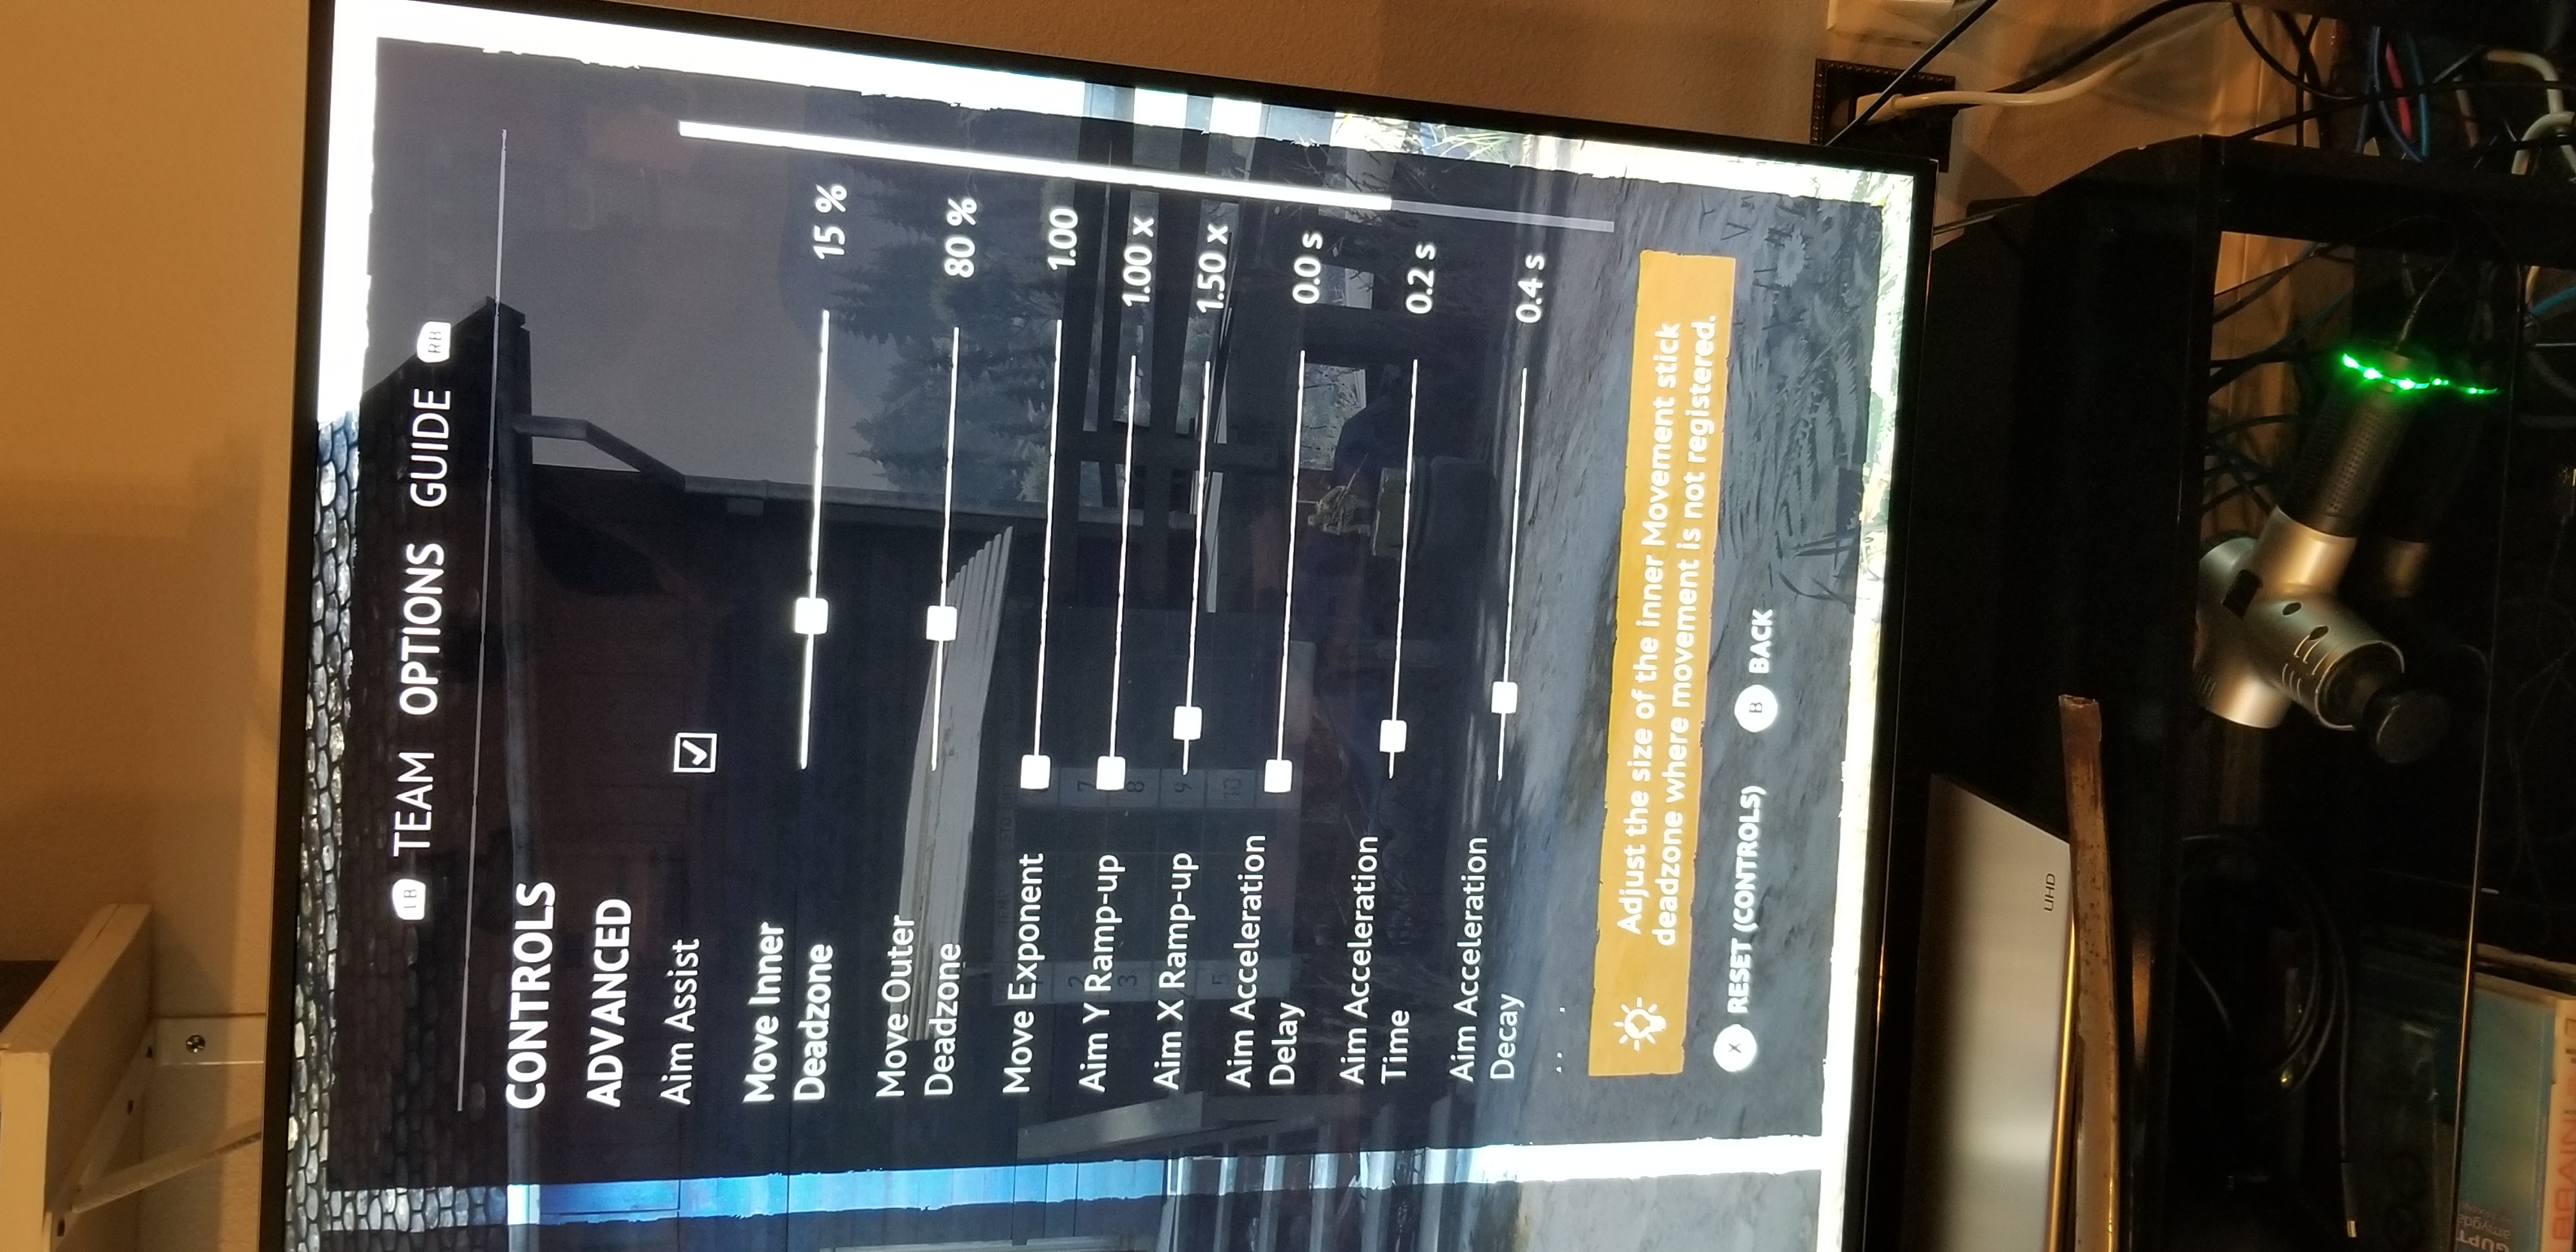 LB TEAM OPTIONS GUIDE RB
CONTROLS
ADVANCED
Aim Assist
Move Inner
Deadzone 15 %
Move Outer
Deadzone 80 %
Move Exponent 1.00
Aim Y Ramp-up 1.00 x
Aim X Ramp-up 1.50 x
Aim Acceleration
Delay 0.0 s
Aim Acceleration
Time 0.2 s
Aim Acceleration
Decay 0.4 s
Adjust the size of the inner Movement stick
deadzone where movement is not registered.
X RESET (CONTROLS) B BACK
UHD
GUPT
amygda
BRAIN